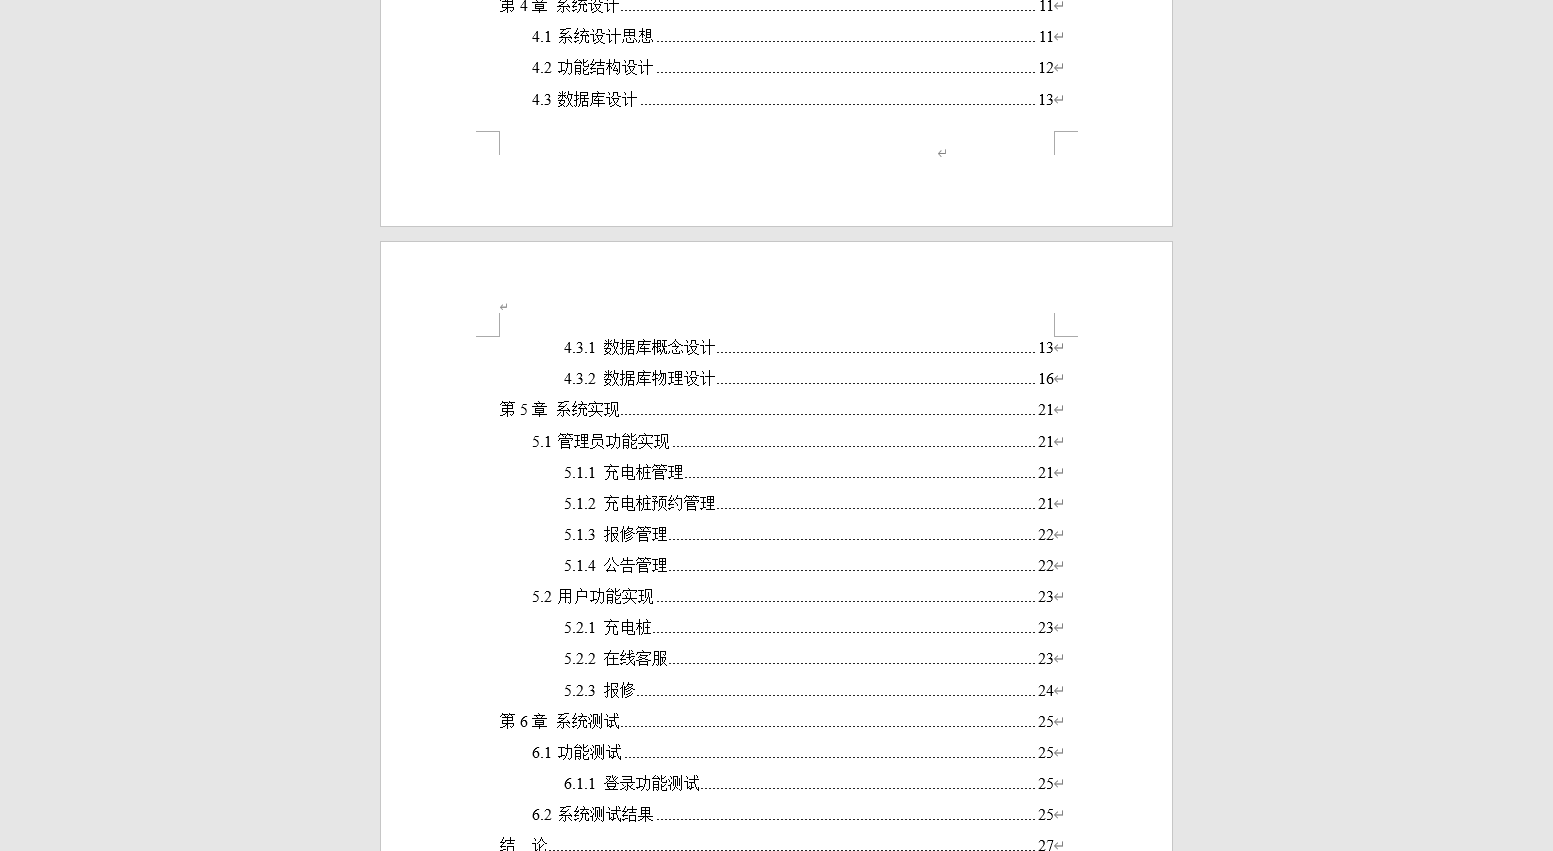 第 4 章  系统设计 11
4.1 系统设计思想 11
4.2 功能结构设计 12
4.3 数据库设计 13
4.3.1  数据库概念设计 13
4.3.2  数据库物理设计 16
第 5 章  系统实现 21
5.1 管理员功能实现 21
5.1.1  充电桩管理 21
5.1.2  充电桩预约管理 21
5.1.3  报修管理 22
5.1.4  公告管理 22
5.2 用户功能实现 23
5.2.1  充电桩 23
5.2.2  在线客服 23
5.2.3  报修 24
第 6 章  系统测试 25
6.1 功能测试 25
6.1.1  登录功能测试 25
6.2 系统测试结果 25
结　论 27